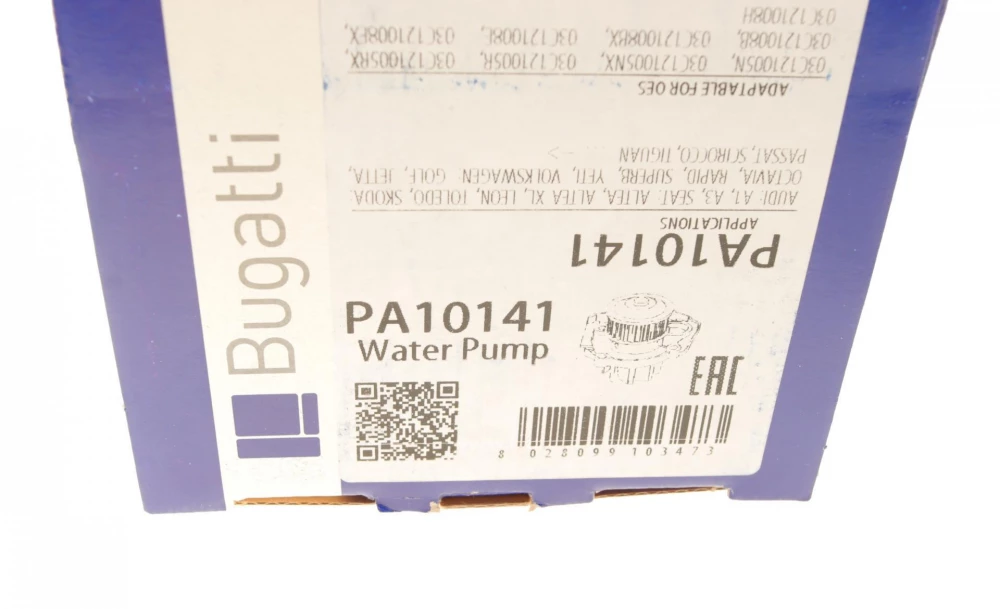 Bugatti
PA10141
APPLICATIONS
AUDI: A1, A3, SEAT: ALTEA, ALTEA XL, LEON, TOLEDO, SKODA:
OCTAVIA, RAPID, SUPERB, YETI, VOLKSWAGEN: GOLF, JETTA,
PASSAT, SCIROCCO, TIGUAN
ADAPTABLE FOR OES
03C121005N, 03C121005NX, 03C121005R, 03C121005RX,
03C121008B, 03C121008BX, 03C121008E, 03C121008EX,
03C121008H
PA10141
Water Pump
EAC
8 028099 103473